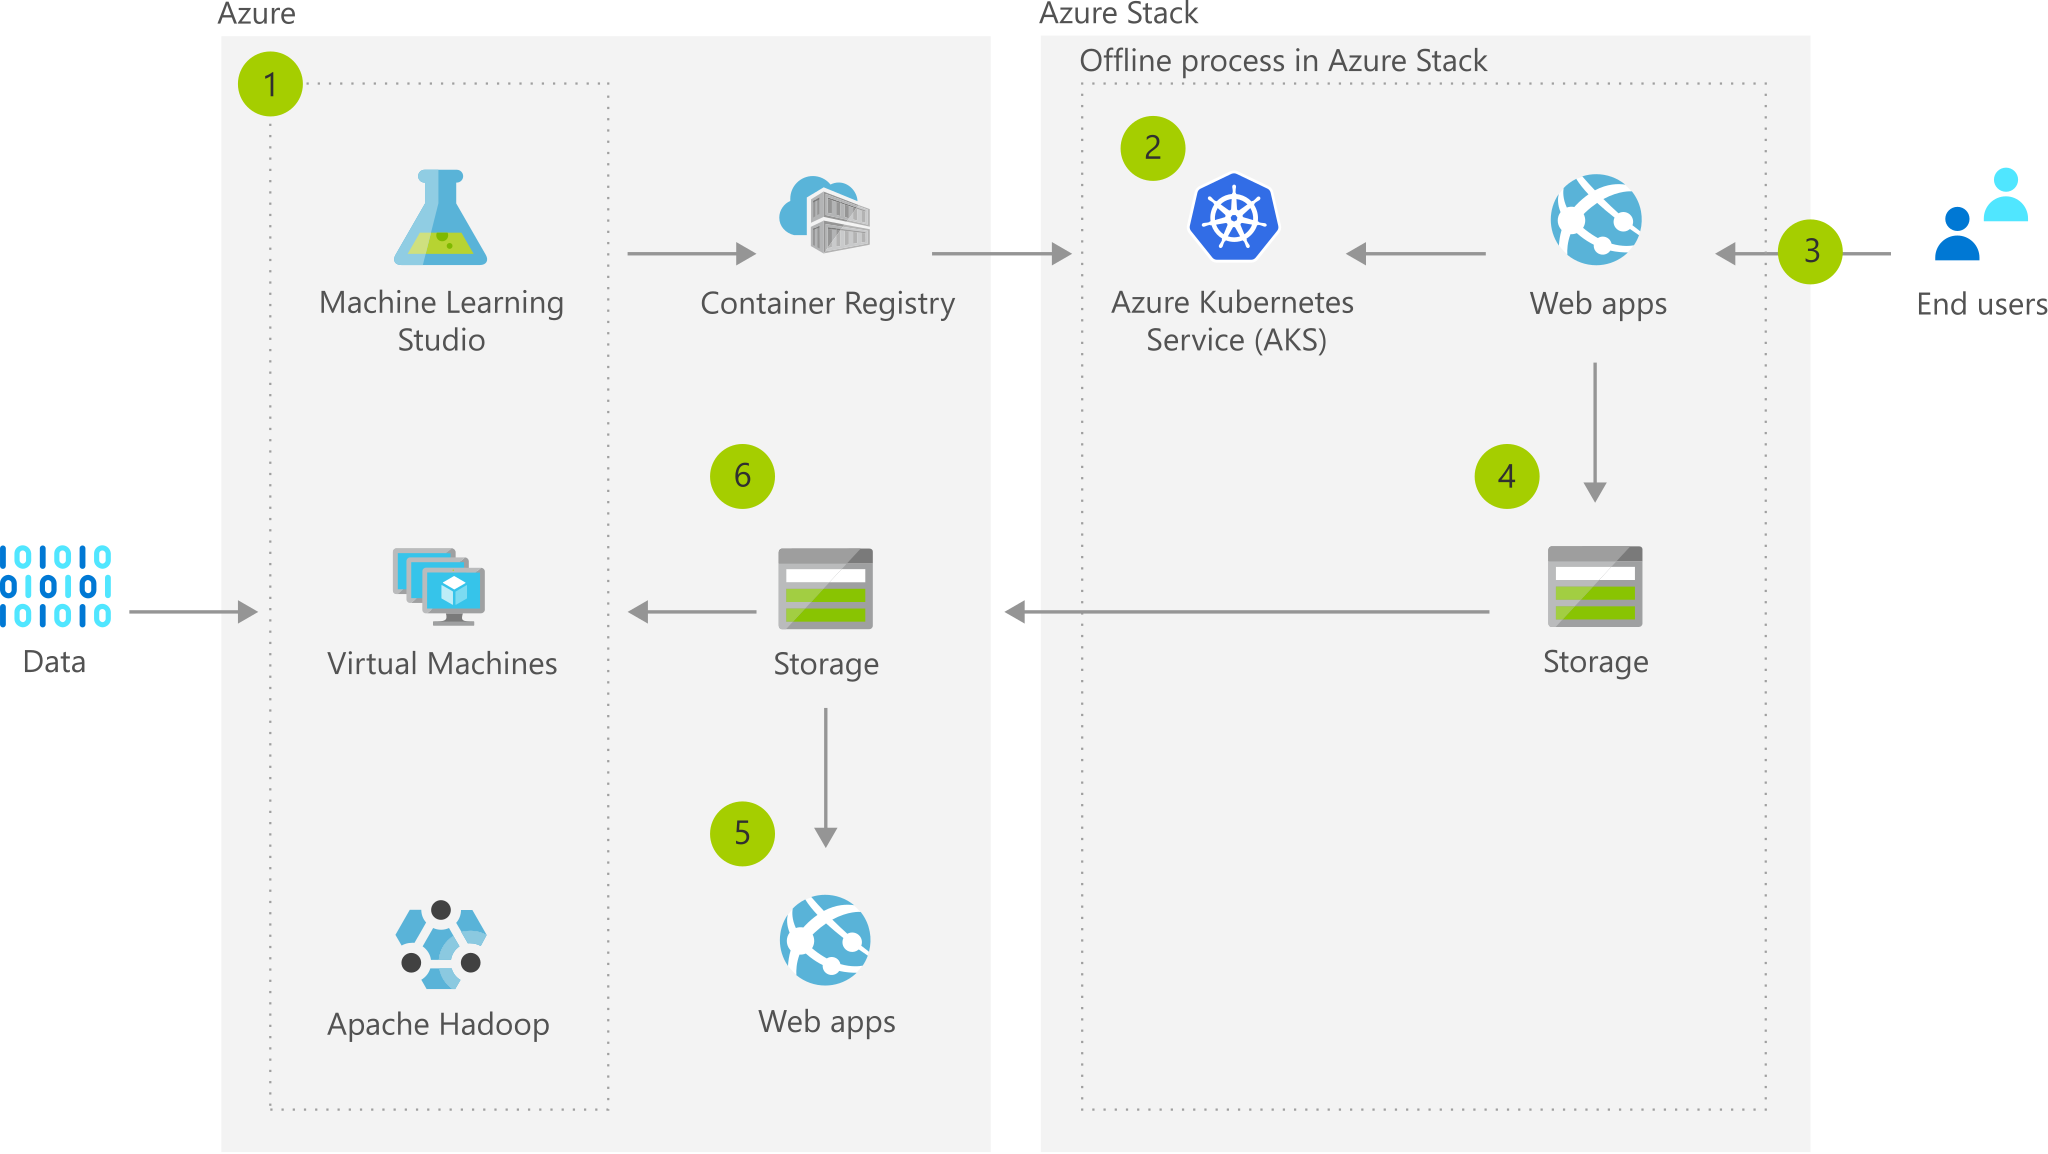 Azure
1
Machine Learning
Studio
Container Registry
6
Data
Virtual Machines
Storage
5
Apache Hadoop
Web apps
Azure Stack
Offline process in Azure Stack
2
Azure Kubernetes
Service (AKS)
Web apps
3
End users
4
Storage